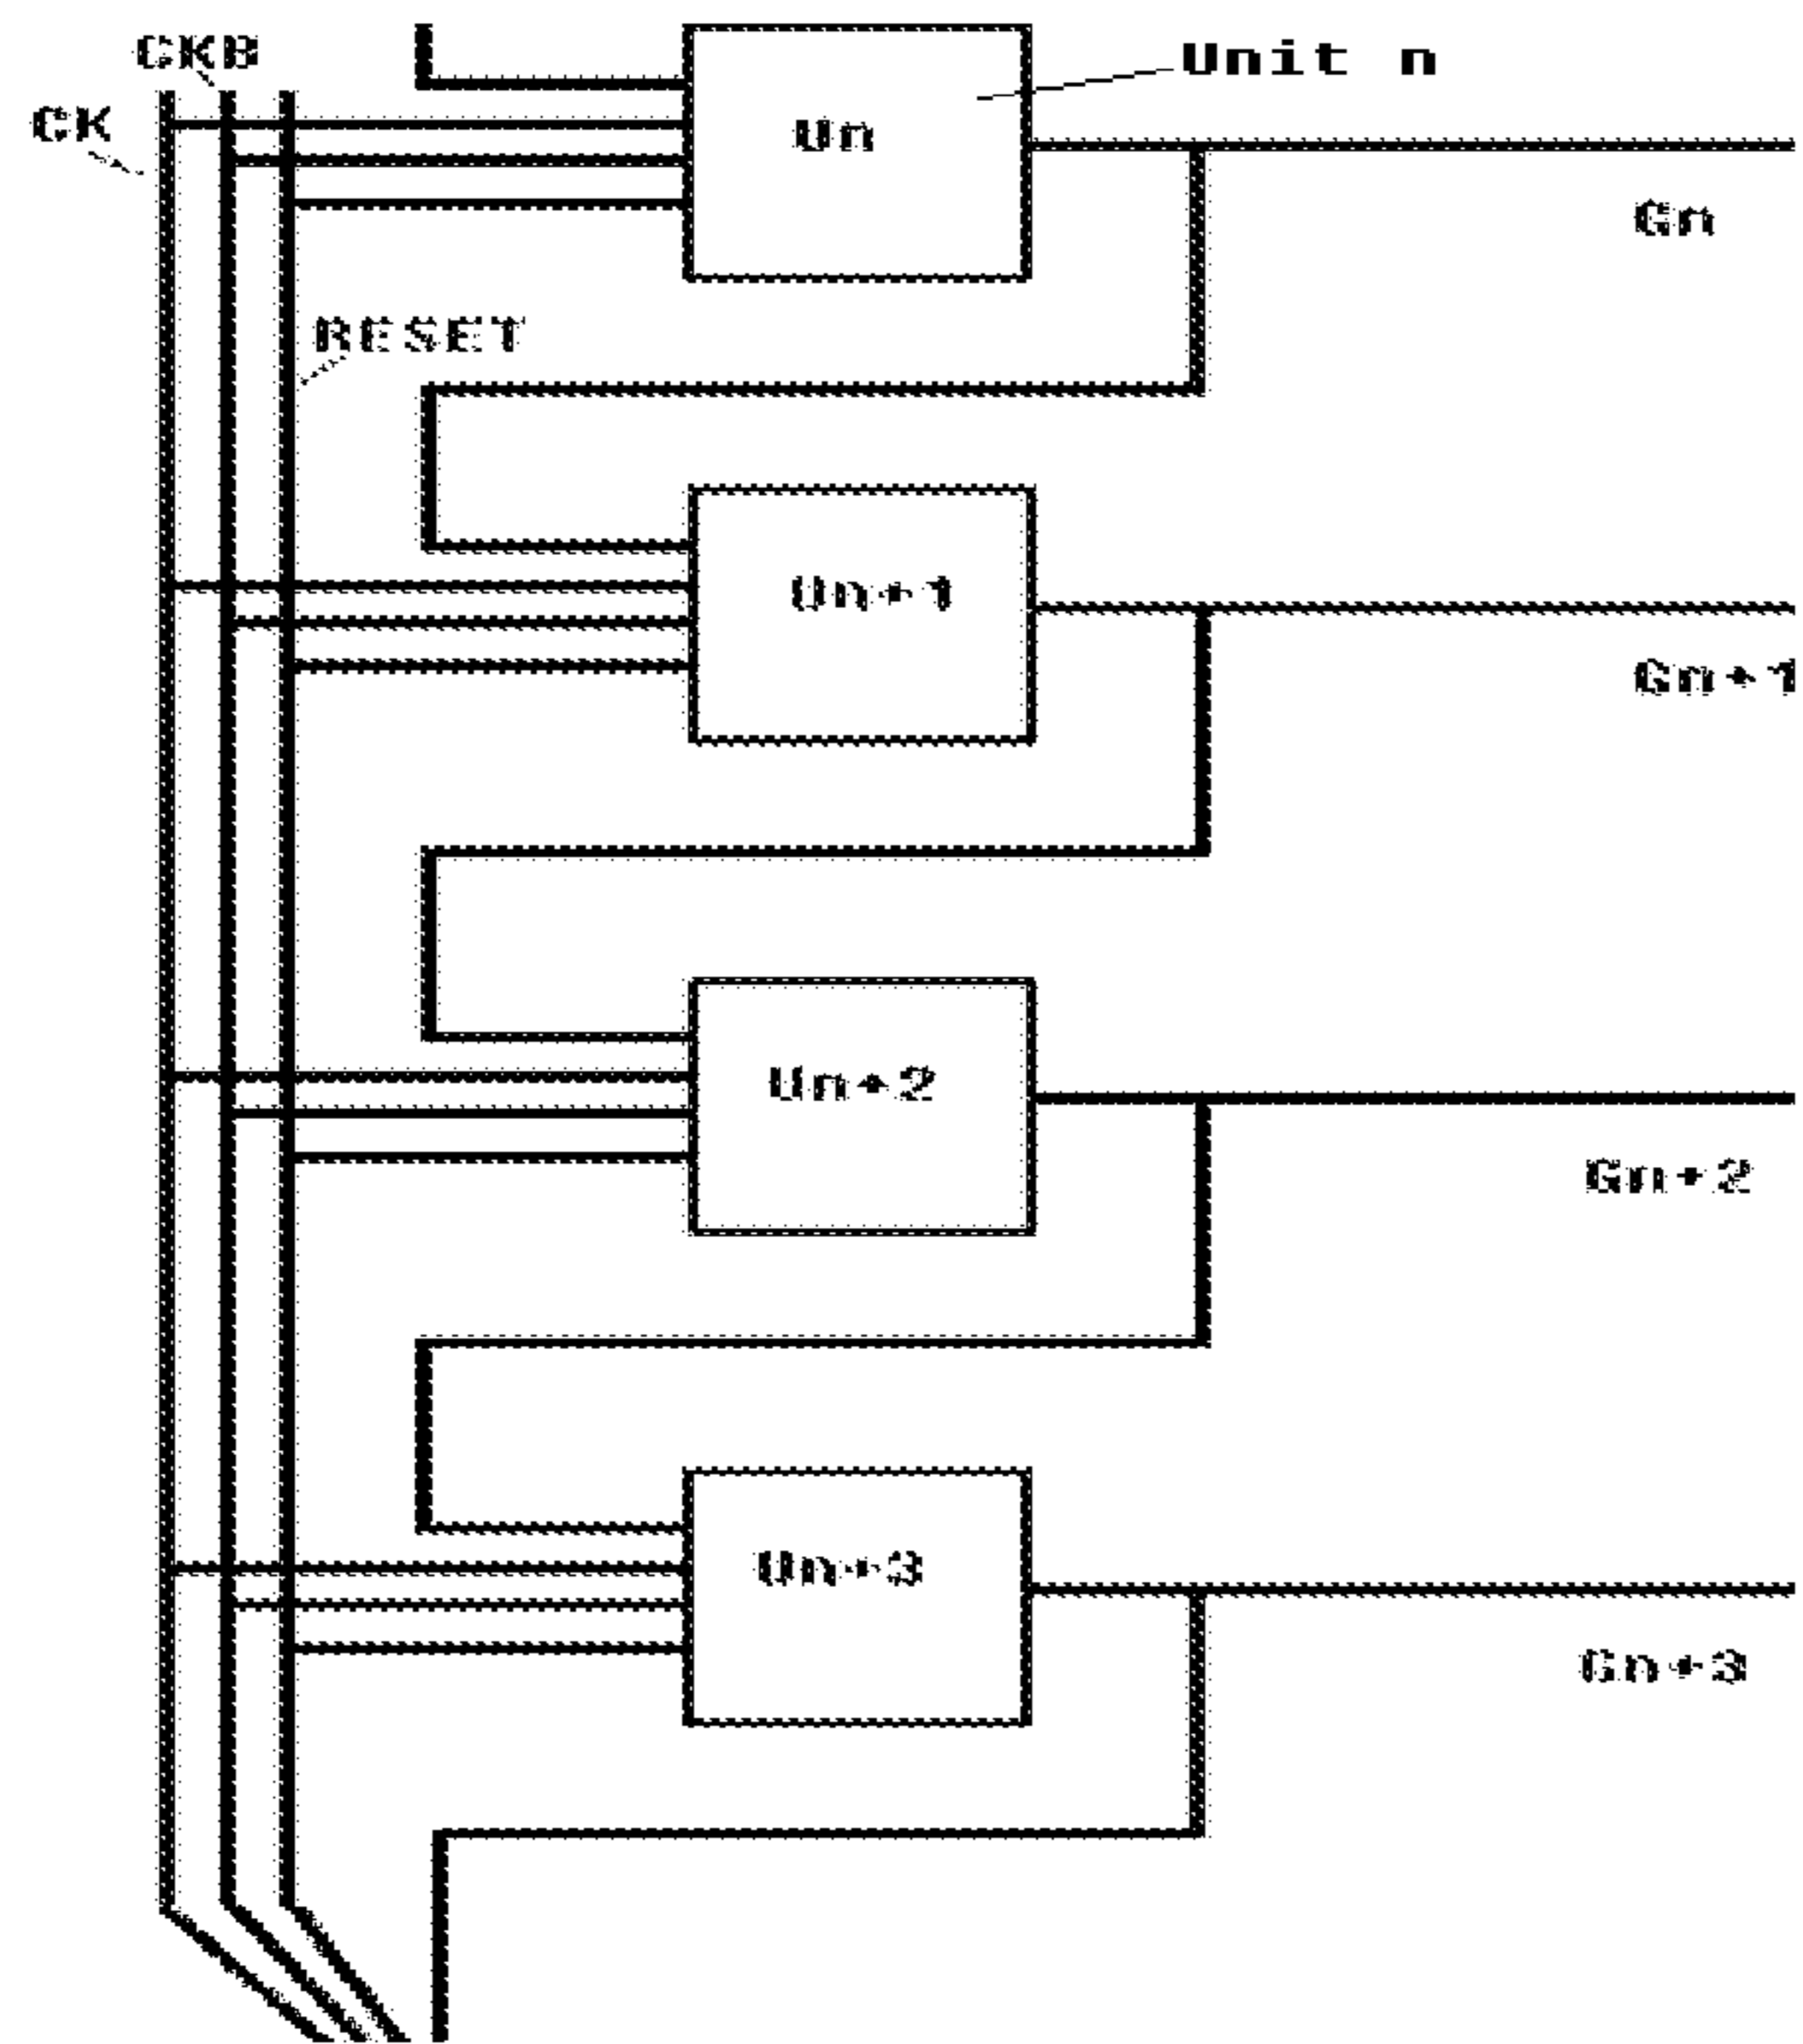 CKB
Unit n
CK
Un
Gn
RESET
Un+1
Gn+1
Un+2
Gn+2
Un+3
Gn+3